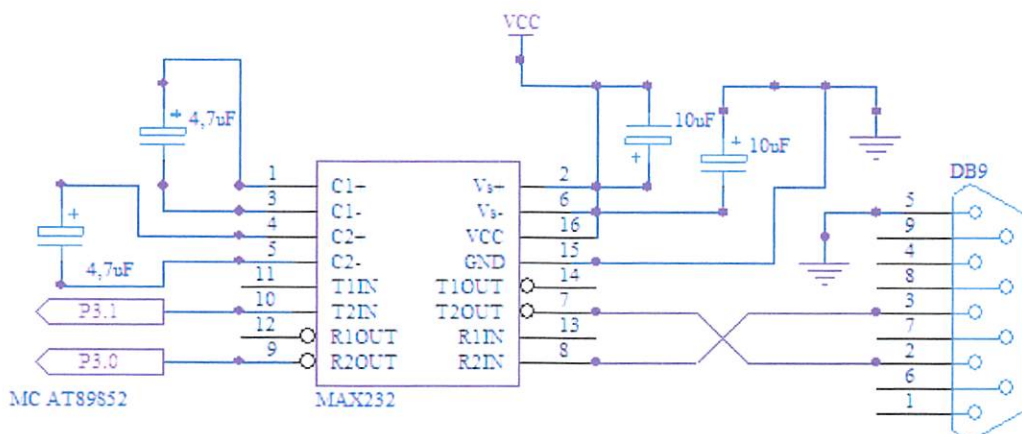 VCC
4,7uF
10uF
10uF
DB9
1 C1+ Vs+ 2
3 C1- Vs- 6
4 C2+ VCC 16
5 C2- GND 15
11 T1IN T1OUT 14
10 T2IN T2OUT 7
12 R1OUT R1IN 13
9 R2OUT R2IN 8
4,7uF
P3.1
P3.0
MC AT89852
MAX232
5
9
4
8
3
7
2
6
1